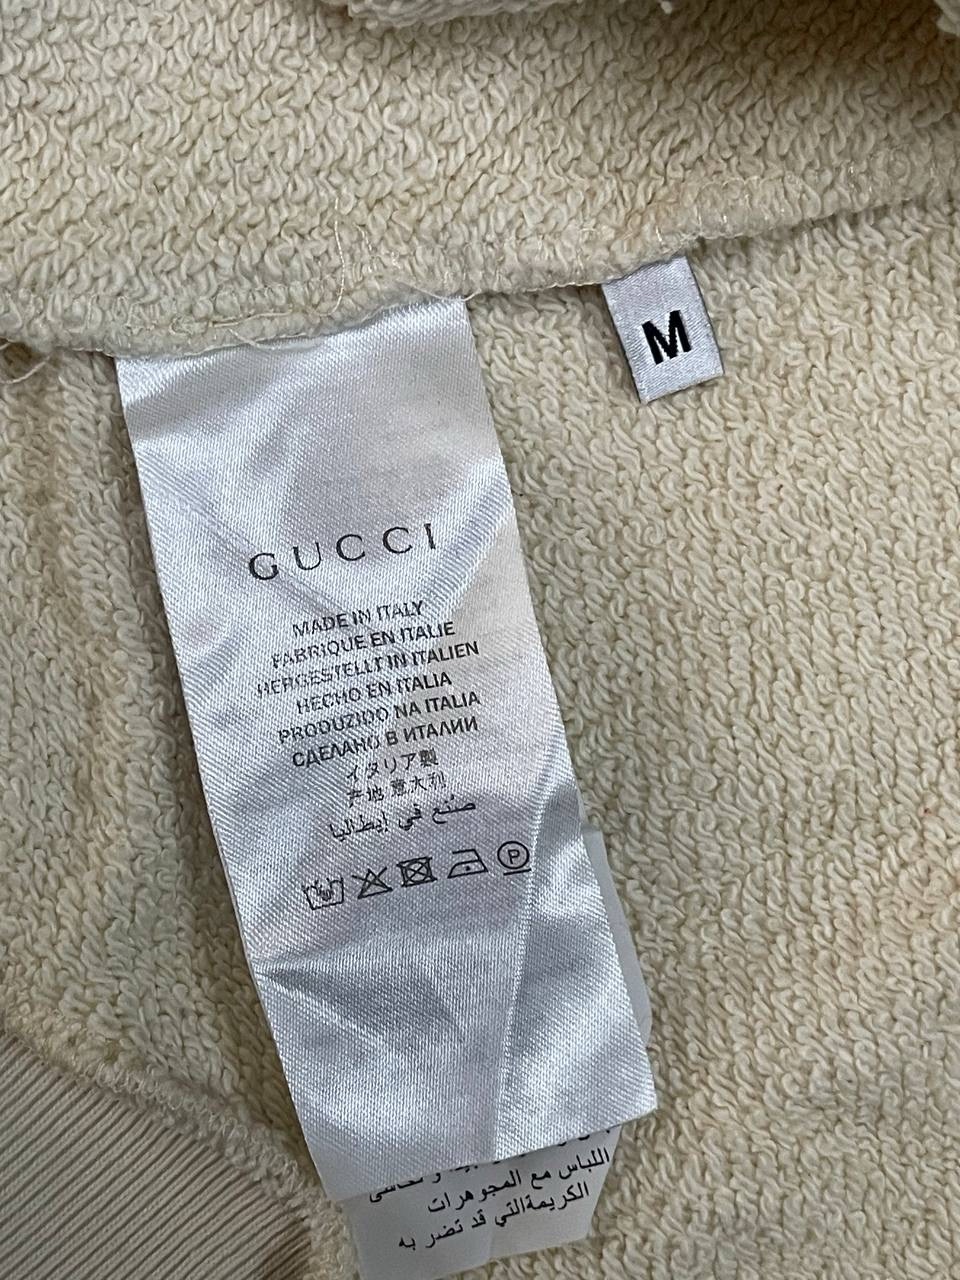 M
GUCCI
MADE IN ITALY
FABRIQUE EN ITALIE
HERGESTELLT IN ITALIEN
HECHO EN ITALIA
PRODUZIDO NA ITALIA
СДЕЛАНО В ИТАЛИИ
イタリア製
产地 意大利
صنع في إيطاليا
P
اللباس مع المجوهرات
الكريمةالتي قد تضر به